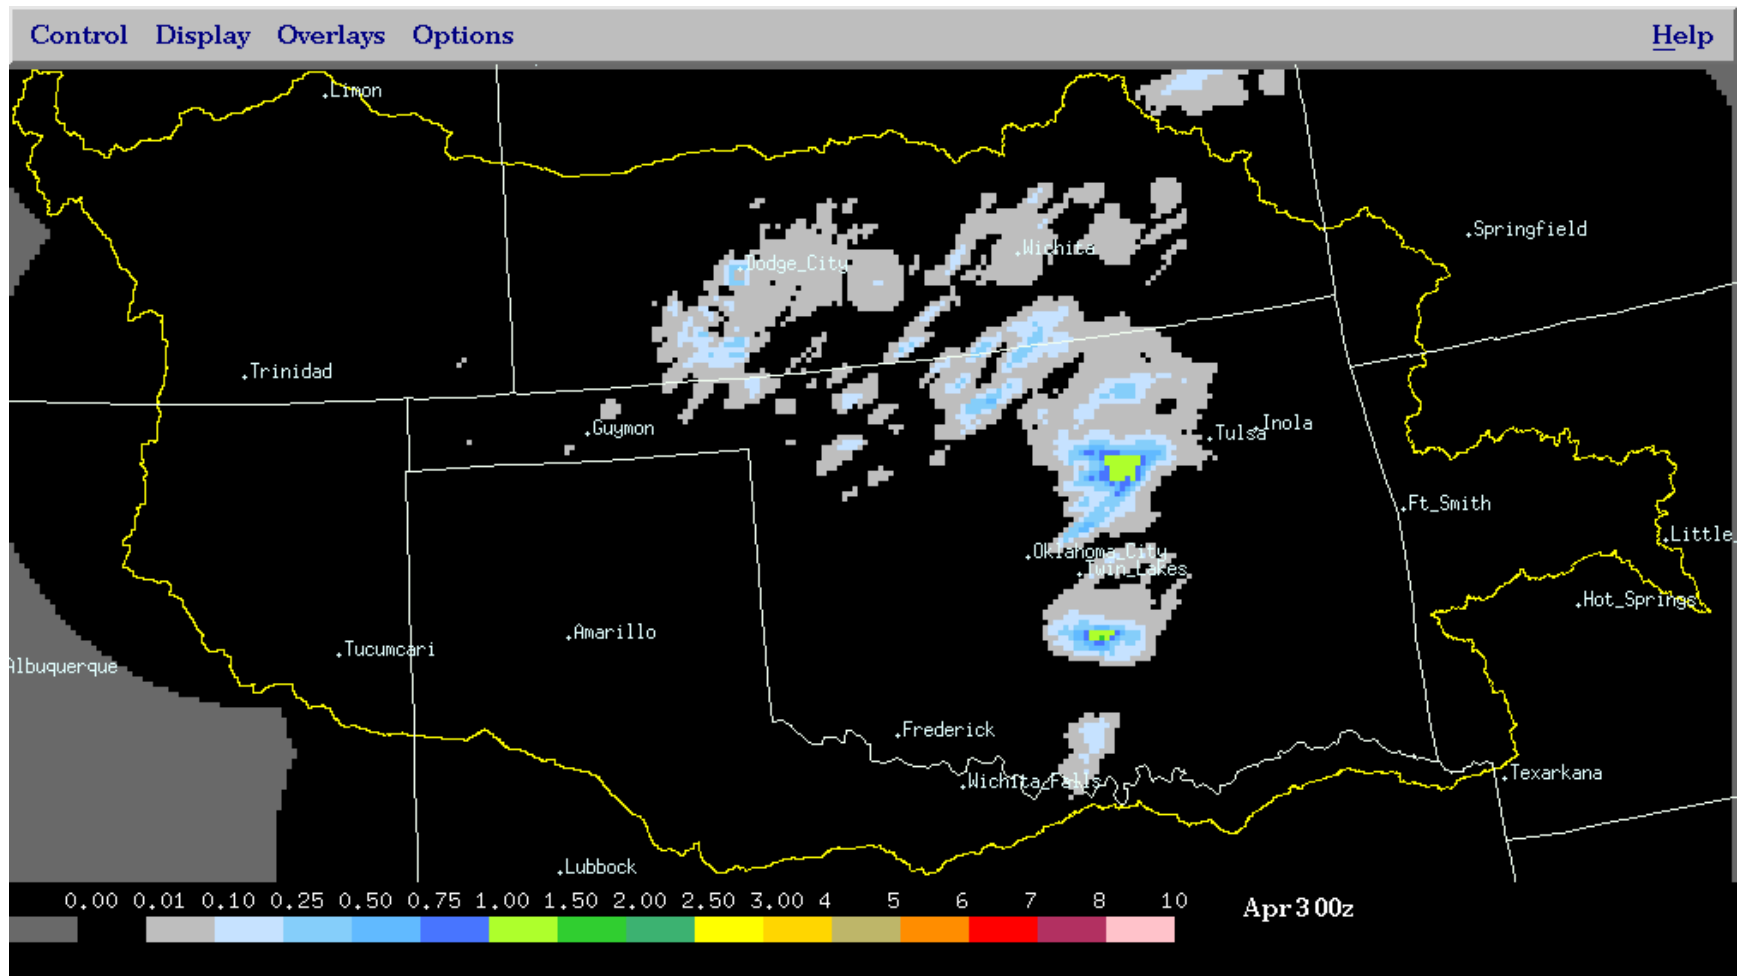 Control Display Overlays Options Help
Limon
Springfield
Wichita
Dodge_City
Trinidad
Guymon
Tulsa
Inola
Ft_Smith
Little_
Oklahoma_City
Twin_Lakes
Hot_Springs
Amarillo
Tucumcari
Albuquerque
Frederick
Wichita_Falls
Texarkana
Lubbock
0.00 0.01 0.10 0.25 0.50 0.75 1.00 1.50 2.00 2.50 3.00 4 5 6 7 8 10
Apr 3 00z